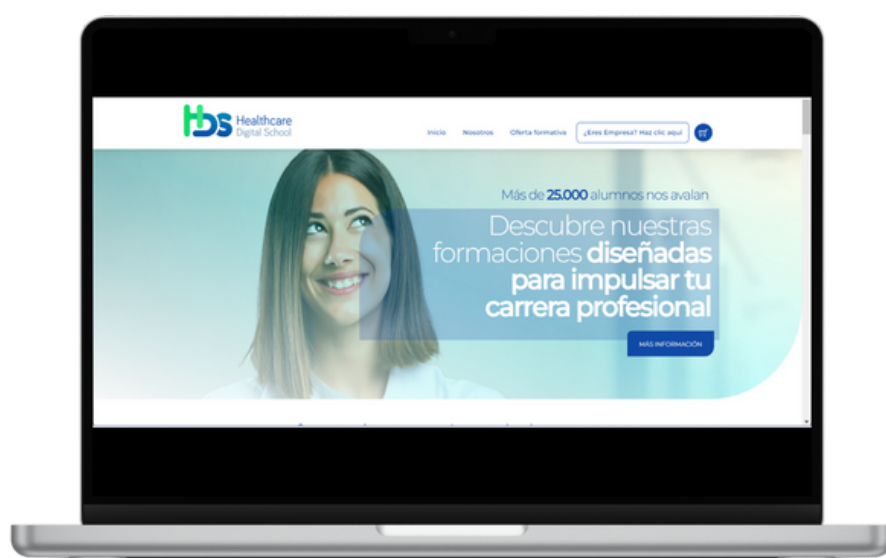 HDS Healthcare
Digital School
Inicio Nosotros Oferta formativa ¿Eres Empresa? Haz clic aquí
Más de 25.000 alumnos nos avalan
Descubre nuestras
formaciones diseñadas
para impulsar tu
carrera profesional
MÁS INFORMACIÓN